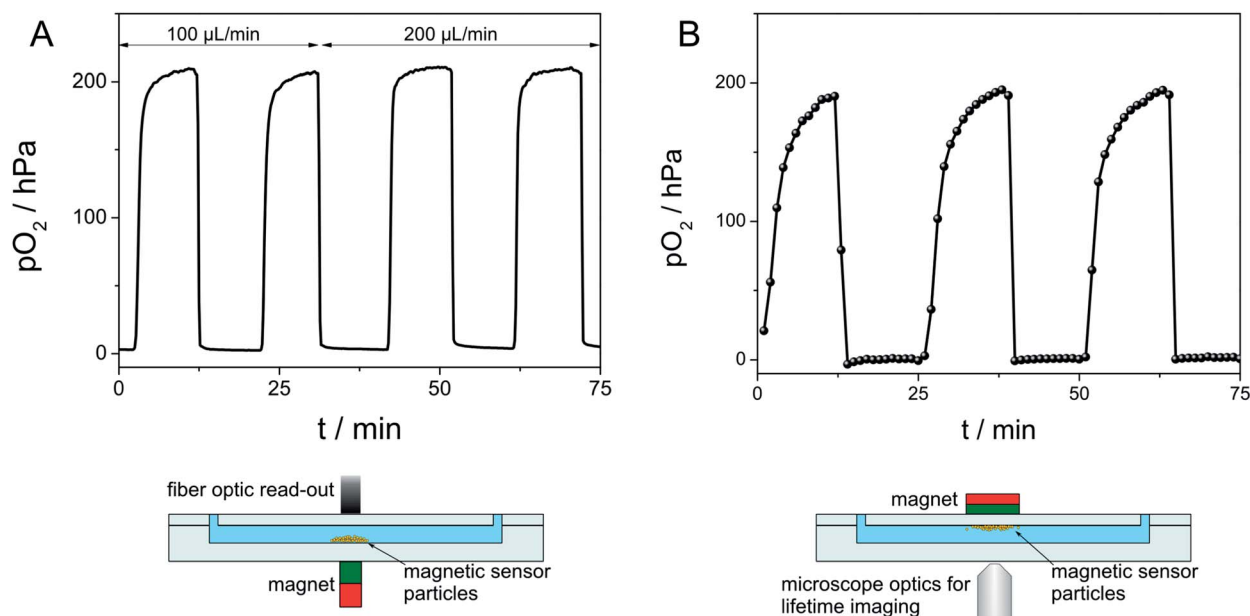 A
100 µL/min
200 µL/min
200
100
0
pO2 / hPa
0
25
50
75
t / min
fiber optic read-out
magnet
magnetic sensor
particles
B
200
100
0
pO2 / hPa
0
25
50
75
t / min
magnet
microscope optics for
lifetime imaging
magnetic sensor
particles